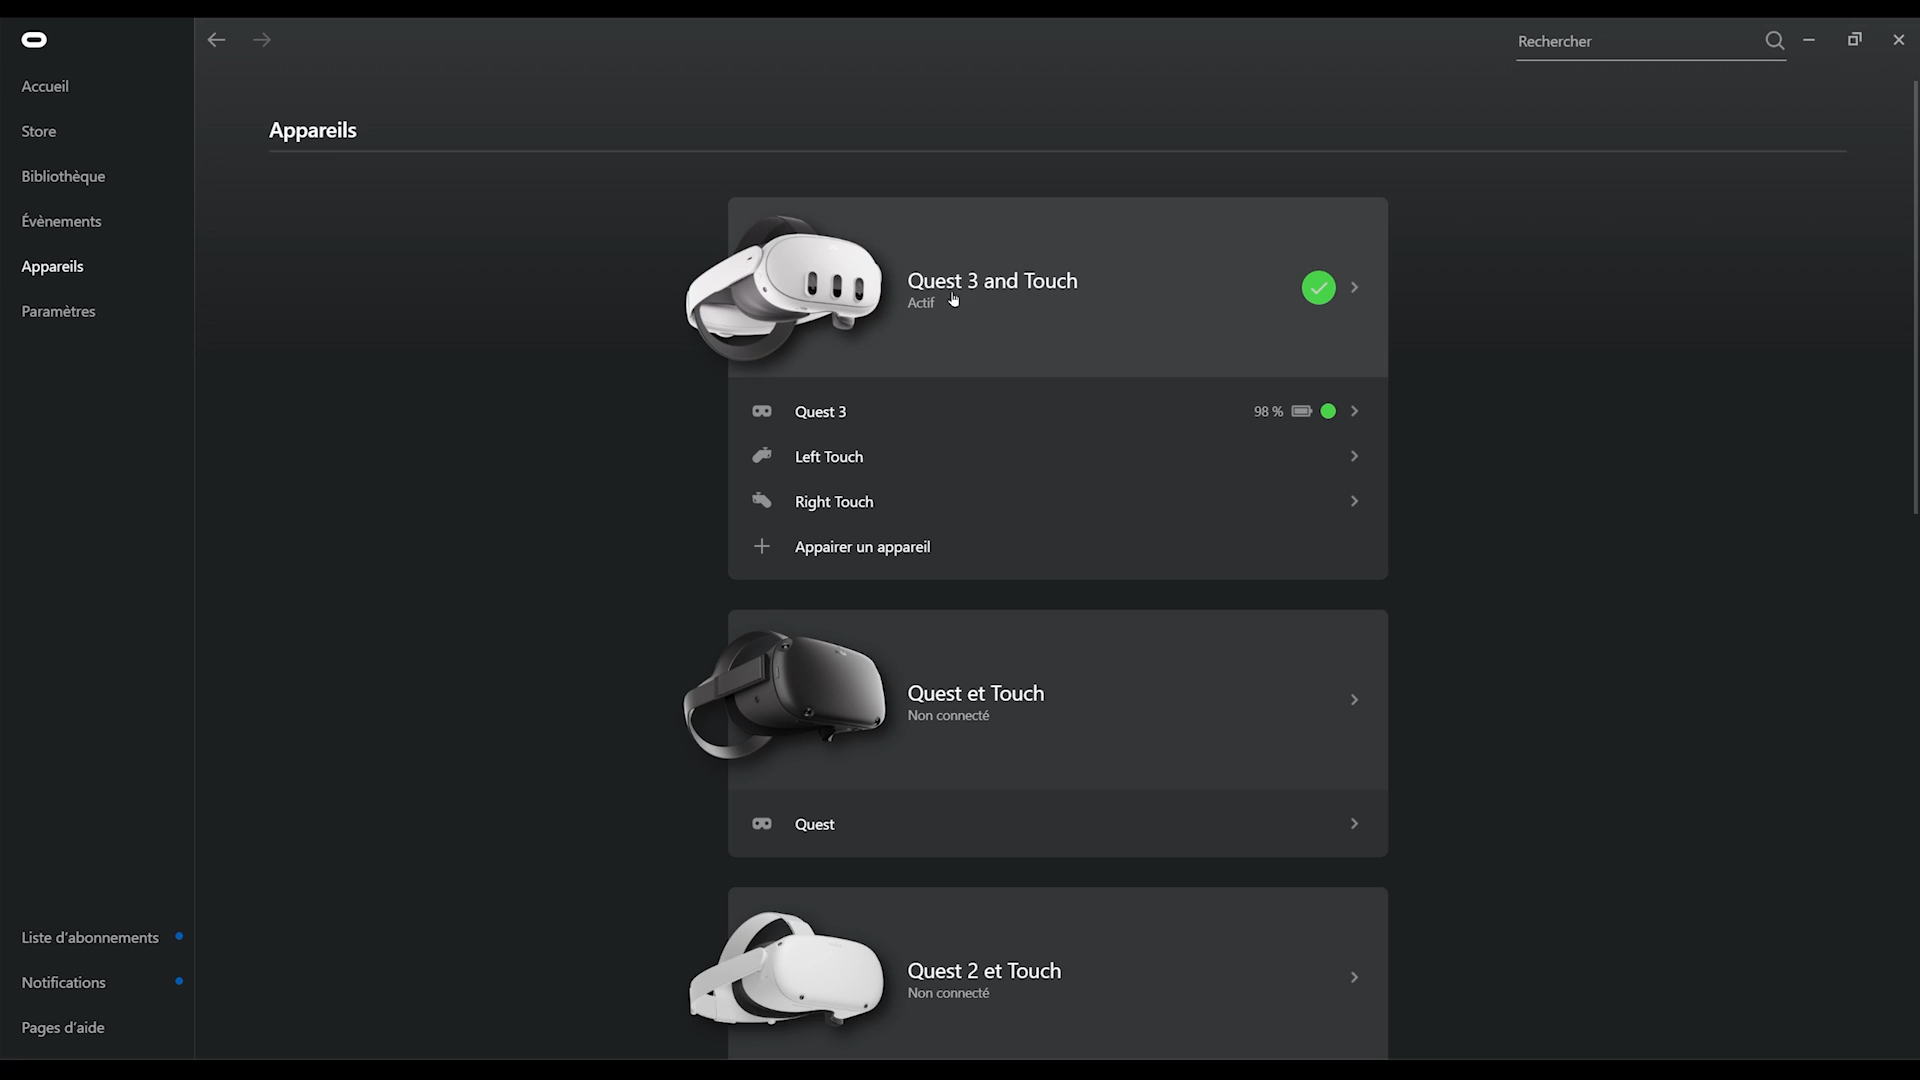 Rechercher
Accueil
Store
Bibliothèque
Évènements
Appareils
Paramètres
Liste d'abonnements
Notifications
Pages d'aide
Appareils
Quest 3 and Touch
Actif
Quest 3
98 %
Left Touch
Right Touch
Appairer un appareil
Quest et Touch
Non connecté
Quest
Quest 2 et Touch
Non connecté